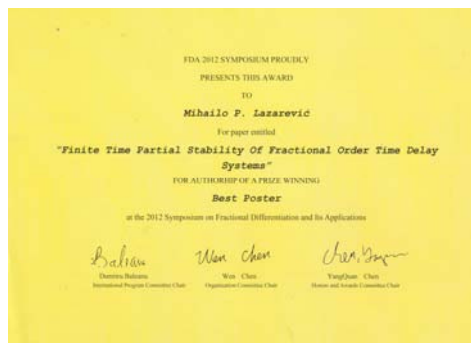 FDA 2012 SYMPOSIUM PROUDLY
PRESENTS THIS AWARD
TO
Mihailo P. Lazarević
For paper entitled
"Finite Time Partial Stability Of Fractional Order Time Delay
Systems"
FOR AUTHORHIP OF A PRIZE WINNING
Best Poster
at the 2012 Symposium on Fractional Differentiation and Its Applications
Wen Chen
Dumitru Baleanu Wen Chen YangQuan Chen
International Program Committee Chair Organization Committee Chair Honors and Awards Committee Chair